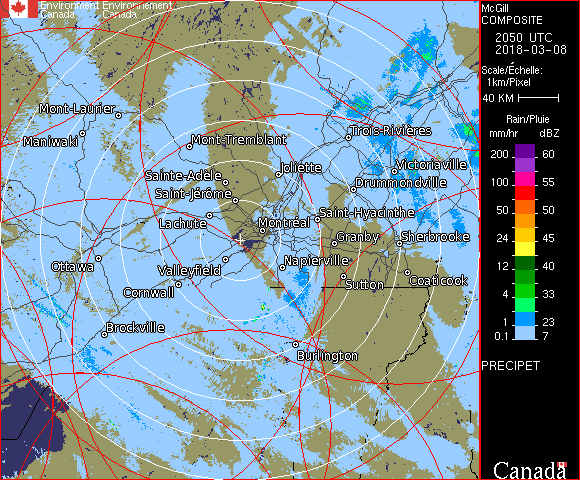 Environment Environnement
Canada Canada
McGill
COMPOSITE
2050 UTC
2018-03-08
Scale/Échelle:
1km/Pixel
40 KM
Rain/Pluie
mm/hr dBZ
200 60
100 55
50 50
24 45
12 40
4 33
1 23
0.1 7
PRECIPET
Mont-Laurier
Maniwaki
Mont-Tremblant
Trois-Rivières
Joliette
Victoriaville
Sainte-Adèle
Drummondville
Saint-Jérôme
Lachute
Montréal
Saint-Hyacinthe
Granby
Sherbrooke
Ottawa
Valleyfield
Napierville
Cornwall
Sutton
Coaticook
Brockville
Burlington
Canada